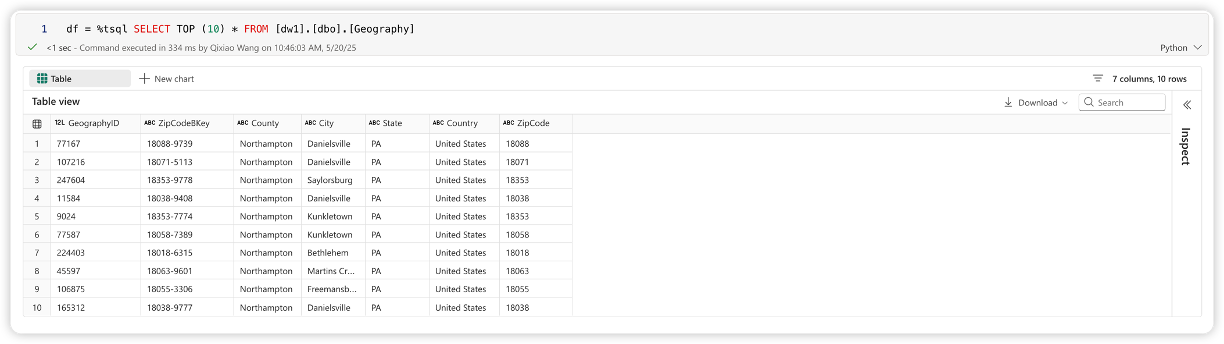 1 df = %tsql SELECT TOP (10) * FROM [dw1].[dbo].[Geography]
<1 sec - Command executed in 334 ms by Qixiao Wang on 10:46:03 AM, 5/20/25 Python
Table New chart 7 columns, 10 rows
Table view Download Search
12L GeographyID ABC ZipCodeBKey ABC County ABC City ABC State ABC Country ABC ZipCode
1 77167 18088-9739 Northampton Danielsville PA United States 18088
2 107216 18071-5113 Northampton Danielsville PA United States 18071
3 247604 18353-9778 Northampton Saylorsburg PA United States 18353
4 11584 18038-9408 Northampton Danielsville PA United States 18038
5 9024 18353-7774 Northampton Kunkletown PA United States 18353
6 77587 18058-7389 Northampton Kunkletown PA United States 18058
7 224403 18018-6315 Northampton Bethlehem PA United States 18018
8 45597 18063-9601 Northampton Martins Cr... PA United States 18063
9 106875 18055-3306 Northampton Freemansb... PA United States 18055
10 165312 18038-9777 Northampton Danielsville PA United States 18038
Inspect